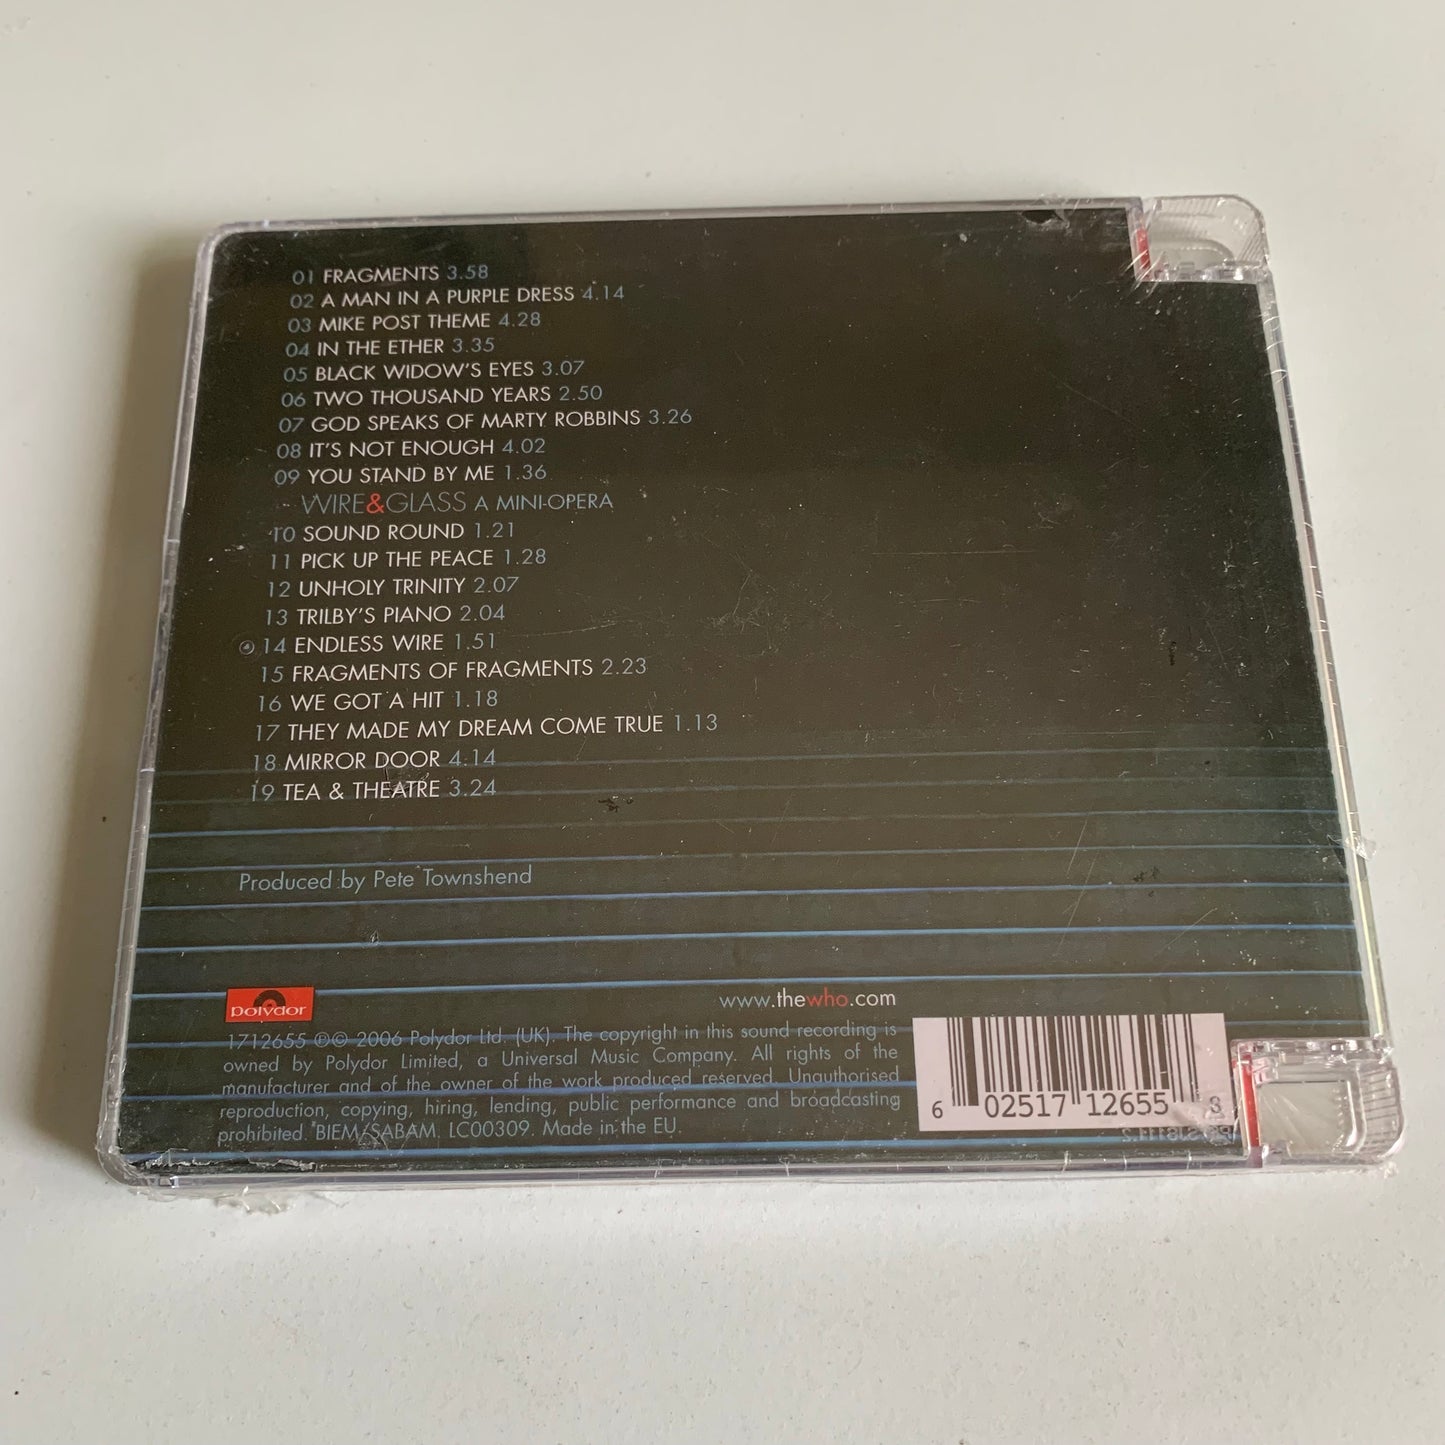 01 FRAGMENTS 3.58
02 A MAN IN A PURPLE DRESS 4.14
03 MIKE POST THEME 4.28
04 IN THE ETHER 3.35
05 BLACK WIDOW'S EYES 3.07
06 TWO THOUSAND YEARS 2.50
07 GOD SPEAKS OF MARTY ROBBINS 3.26
08 IT'S NOT ENOUGH 4.02
09 YOU STAND BY ME 1.36
WIRE&GLASS A MINI-OPERA
10 SOUND ROUND 1.21
11 PICK UP THE PEACE 1.28
12 UNHOLY TRINITY 2.07
13 TRILBY'S PIANO 2.04
14 ENDLESS WIRE 1.51
15 FRAGMENTS OF FRAGMENTS 2.23
16 WE GOT A HIT 1.18
17 THEY MADE MY DREAM COME TRUE 1.13
18 MIRROR DOOR 4.14
19 TEA & THEATRE 3.24
Produced by Pete Townshend
polydor
www.thewho.com
1712655 ℗© 2006 Polydor Ltd. (UK). The copyright in this sound recording is
owned by Polydor Limited, a Universal Music Company. All rights of the
manufacturer and of the owner of the work produced reserved. Unauthorised
reproduction, copying, hiring, lending, public performance and broadcasting
prohibited. BIEM/SABAM. LC00309. Made in the EU.
6 02517 12655 8